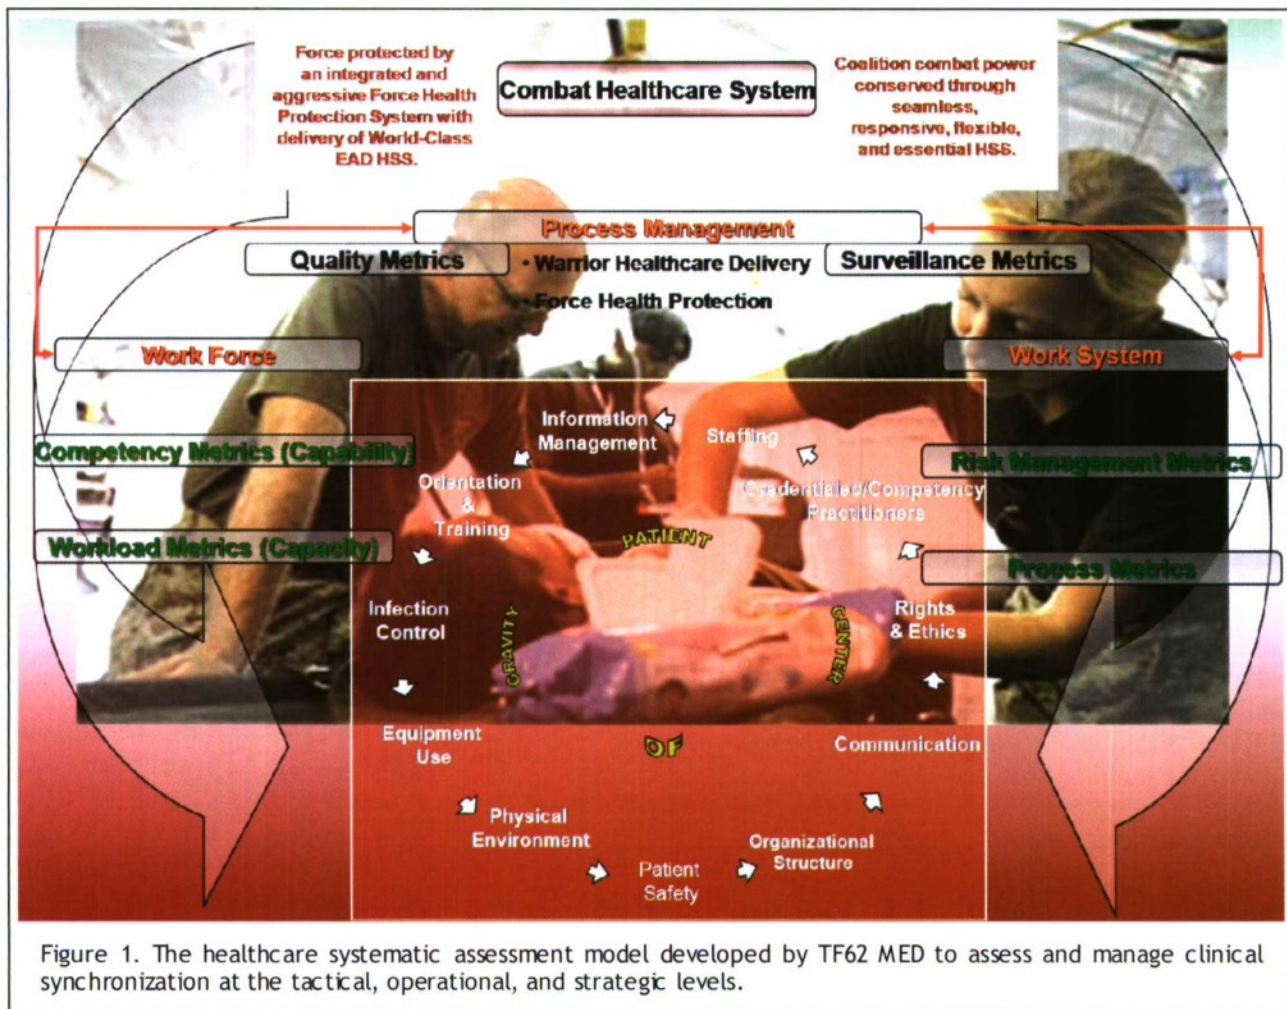 Force protected by
an integrated and
aggressive Force Health
Protection System with
delivery of World-Class
EAD HSS.
Combat Healthcare System
Coalition combat power
conserved through
seamless,
responsive, flexible,
and essential HSS.
Process Management
Quality Metrics
• Warrior Healthcare Delivery
• Force Health Protection
Surveillance Metrics
Work Force
Work System
Competency Metrics (Capability)
Workload Metrics (Capacity)
Risk Management Metrics
Process Metrics
Information
Management
Staffing
Orientation
&
Training
Credentialed/Competency
Practitioners
PATIENT
Infection
Control
GRAVITY
CENTER
Rights
& Ethics
Equipment
Use
OF
Communication
Physical
Environment
Patient
Safety
Organizational
Structure
Figure 1. The healthcare systematic assessment model developed by TF62 MED to assess and manage clinical
synchronization at the tactical, operational, and strategic levels.